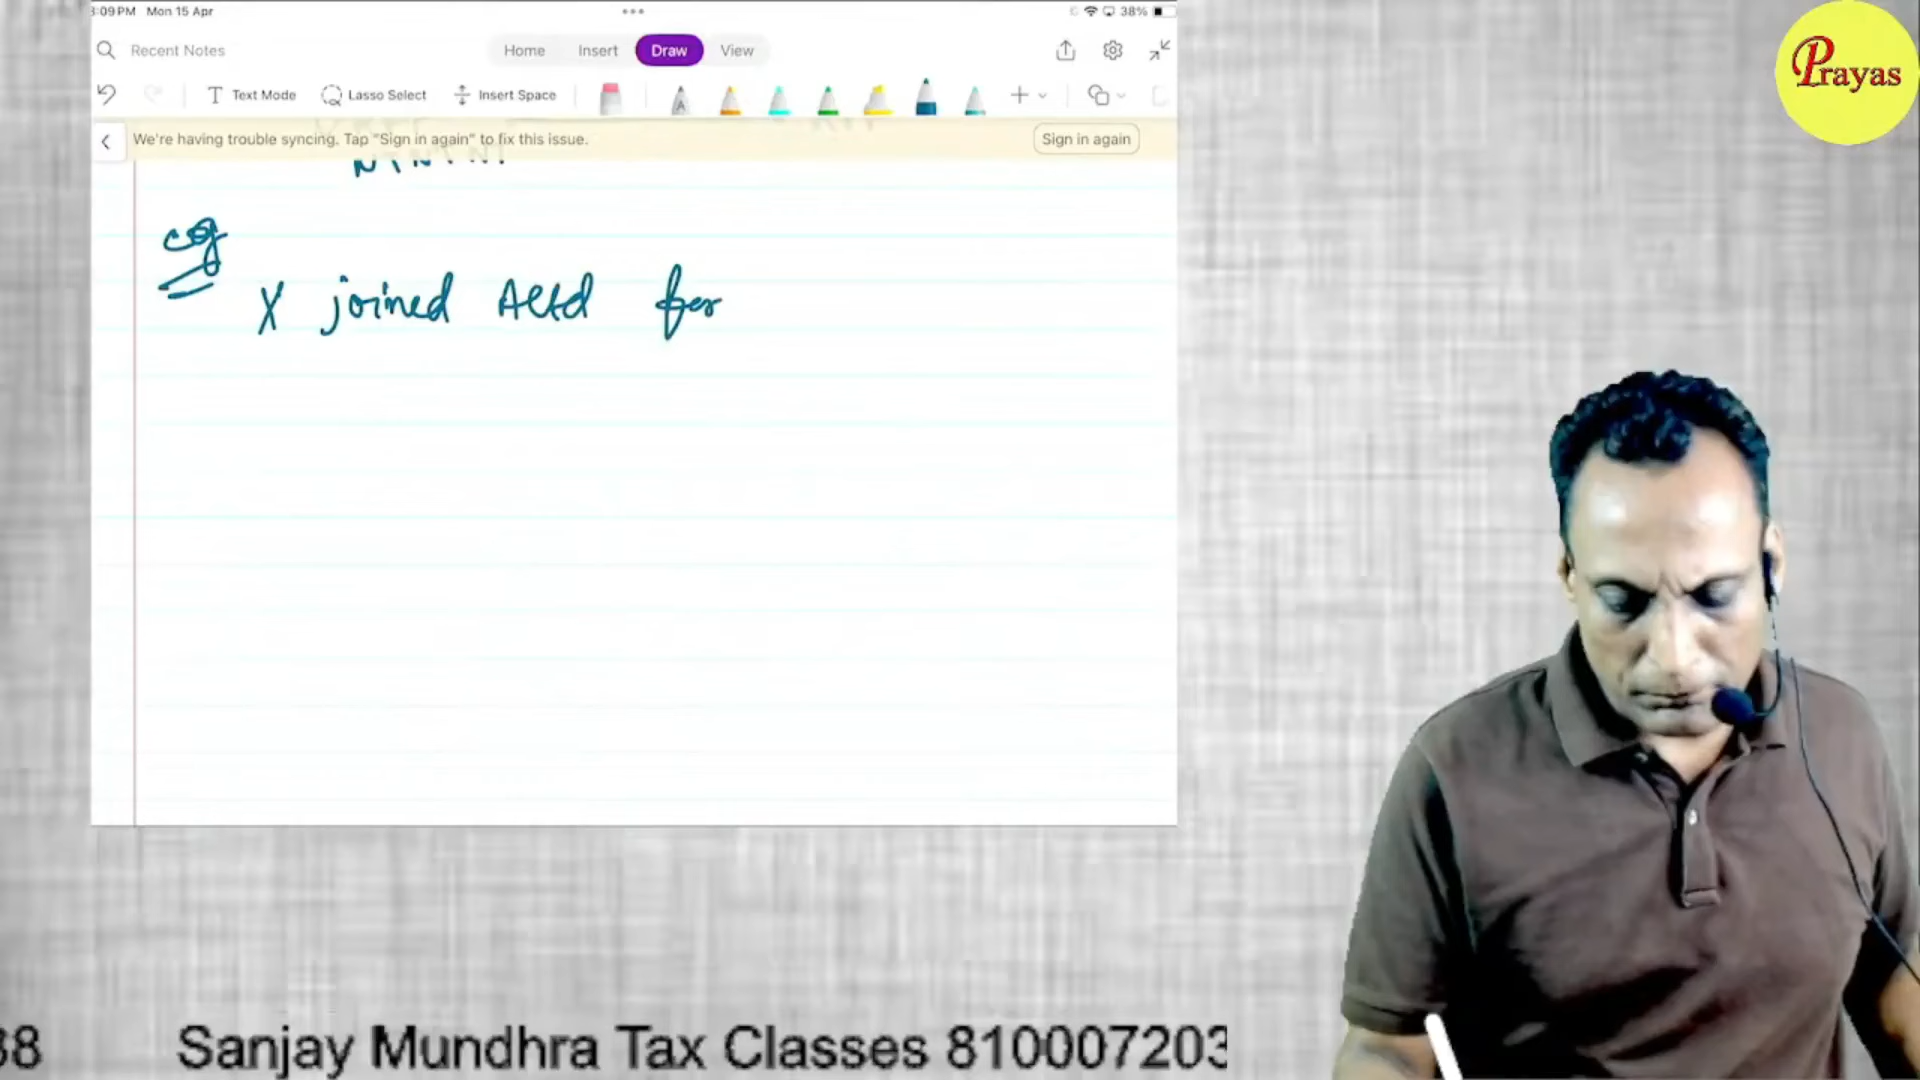 3:09 PM Mon 15 Apr 38%
Recent Notes Home Insert Draw View
Text Mode Lasso Select Insert Space
We're having trouble syncing. Tap "Sign in again" to fix this issue. Sign in again
eg
X joined A Ltd for
Prayas
38 Sanjay Mundhra Tax Classes 810007203